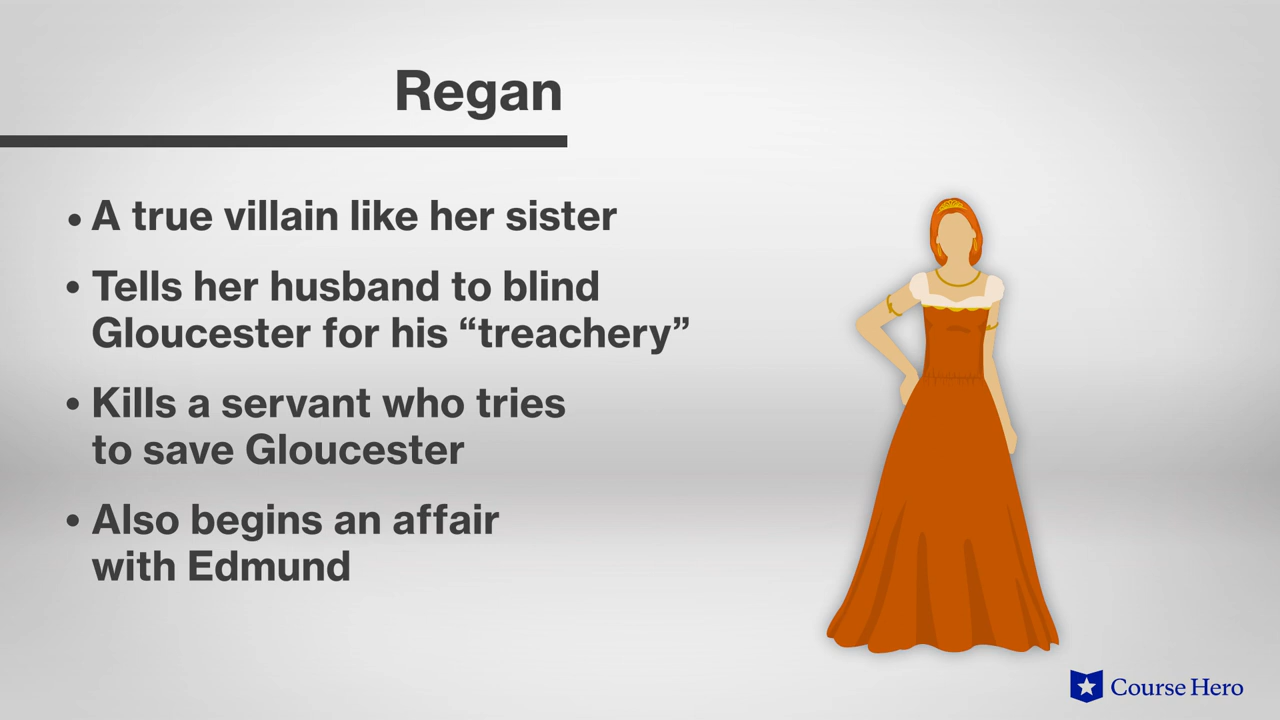 Regan
• A true villain like her sister
• Tells her husband to blind
Gloucester for his “treachery”
• Kills a servant who tries
to save Gloucester
• Also begins an affair
with Edmund
Course Hero